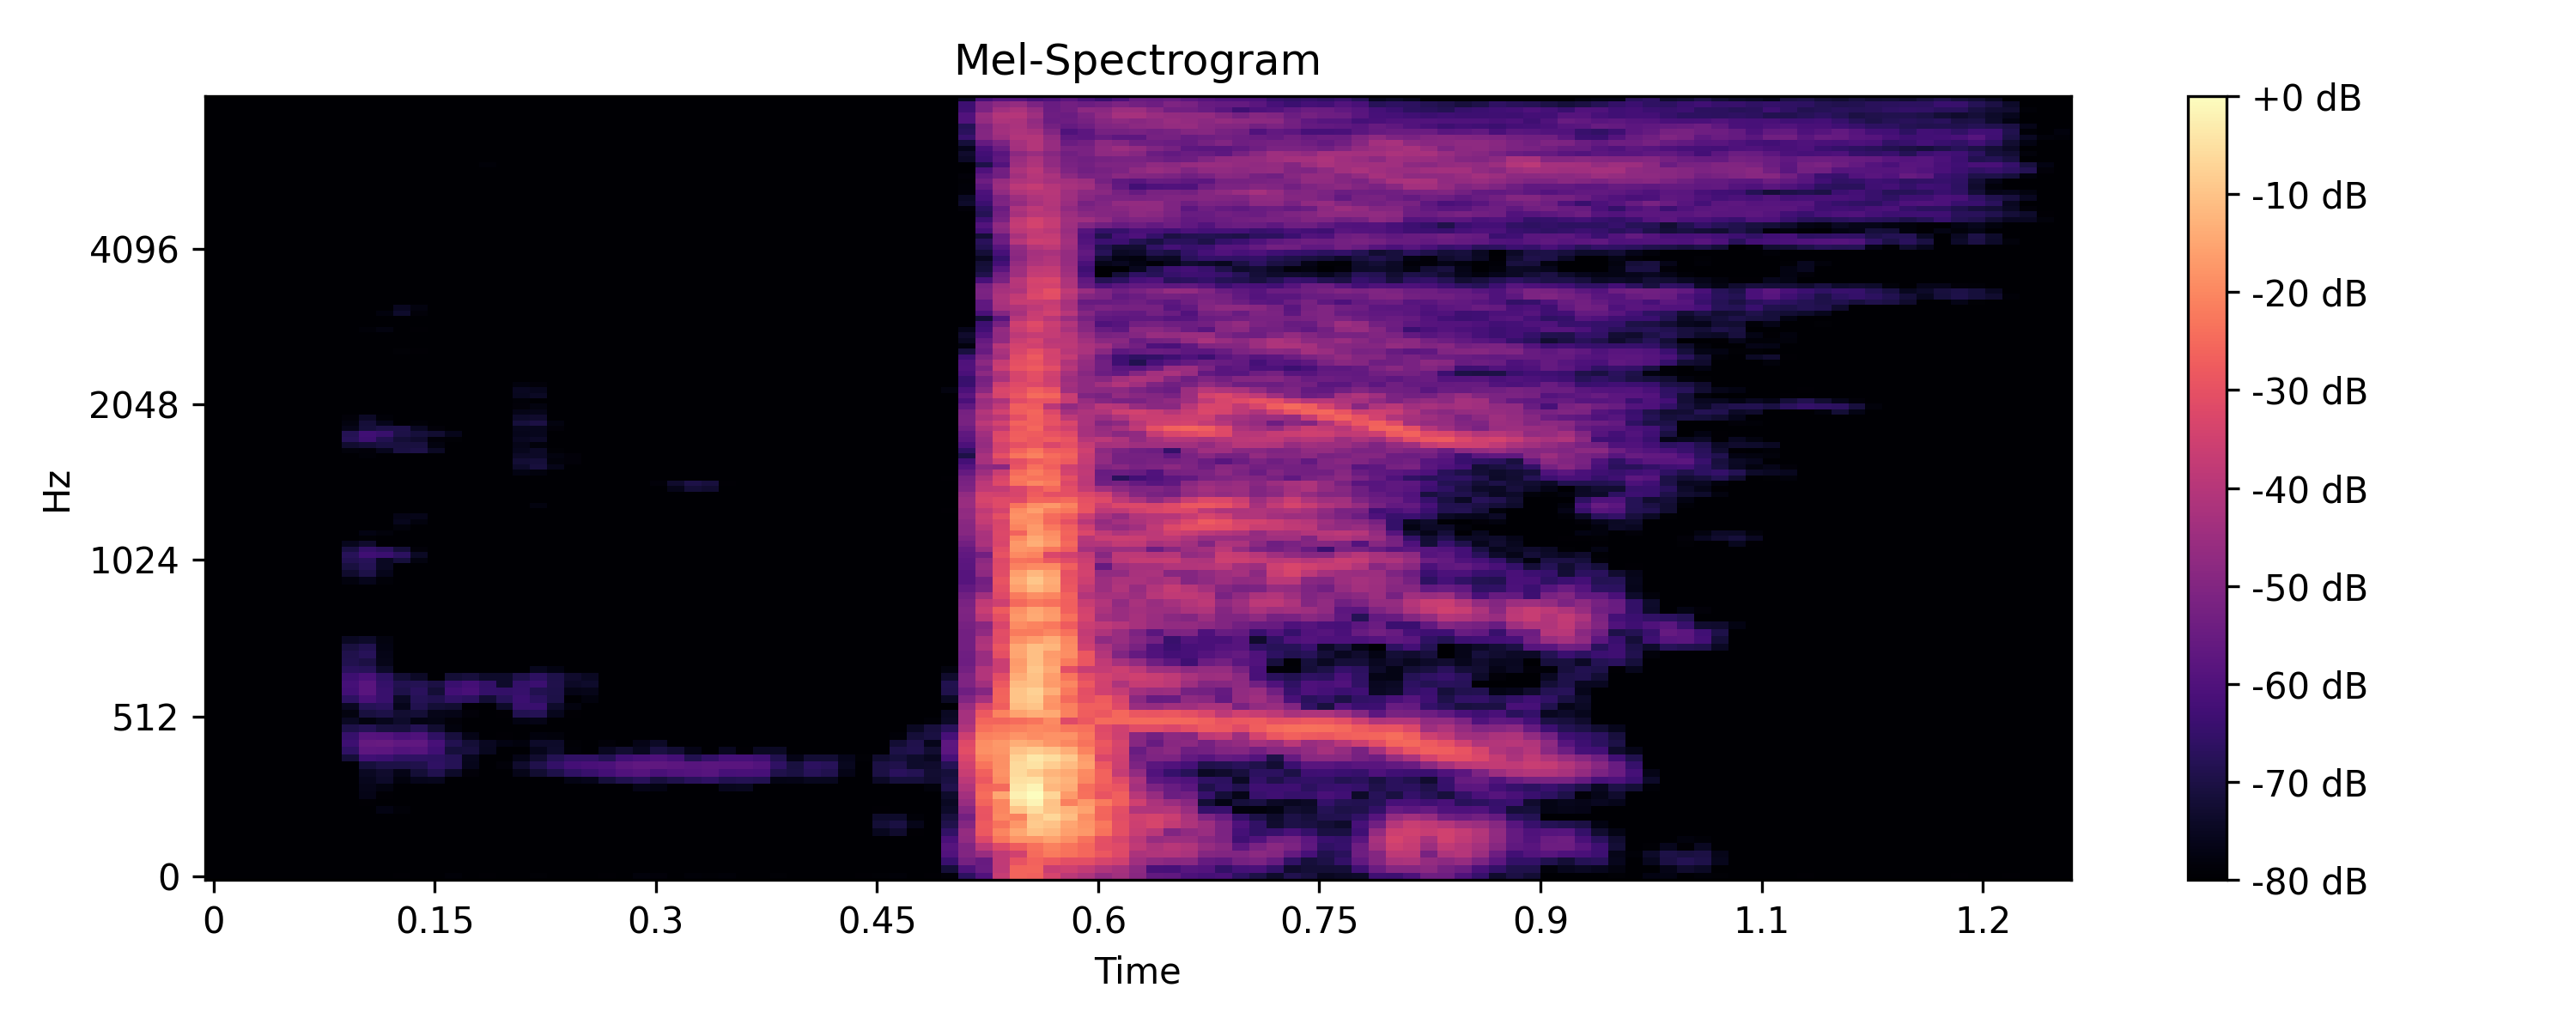 Mel-Spectrogram
+0 dB
-10 dB
-20 dB
-30 dB
-40 dB
-50 dB
-60 dB
-70 dB
-80 dB
Hz
4096
2048
1024
512
0
0 0.15 0.3 0.45 0.6 0.75 0.9 1.1 1.2
Time